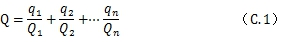 Q = q₁/Q₁ + q₂/Q₂ + ⋯ qₙ/Qₙ （C.1）